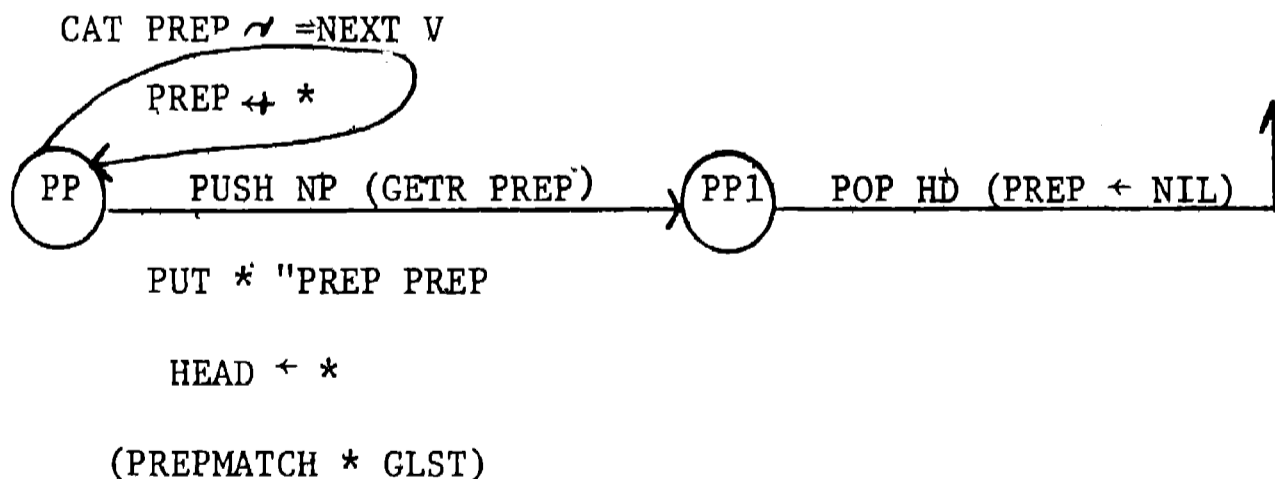 CAT PREP ~ =NEXT V
PREP ↔ *
PP PUSH NP (GETR PREP) PP1 POP HD (PREP ← NIL)
PUT * "PREP PREP
HEAD ← *
(PREPMATCH * GLST)